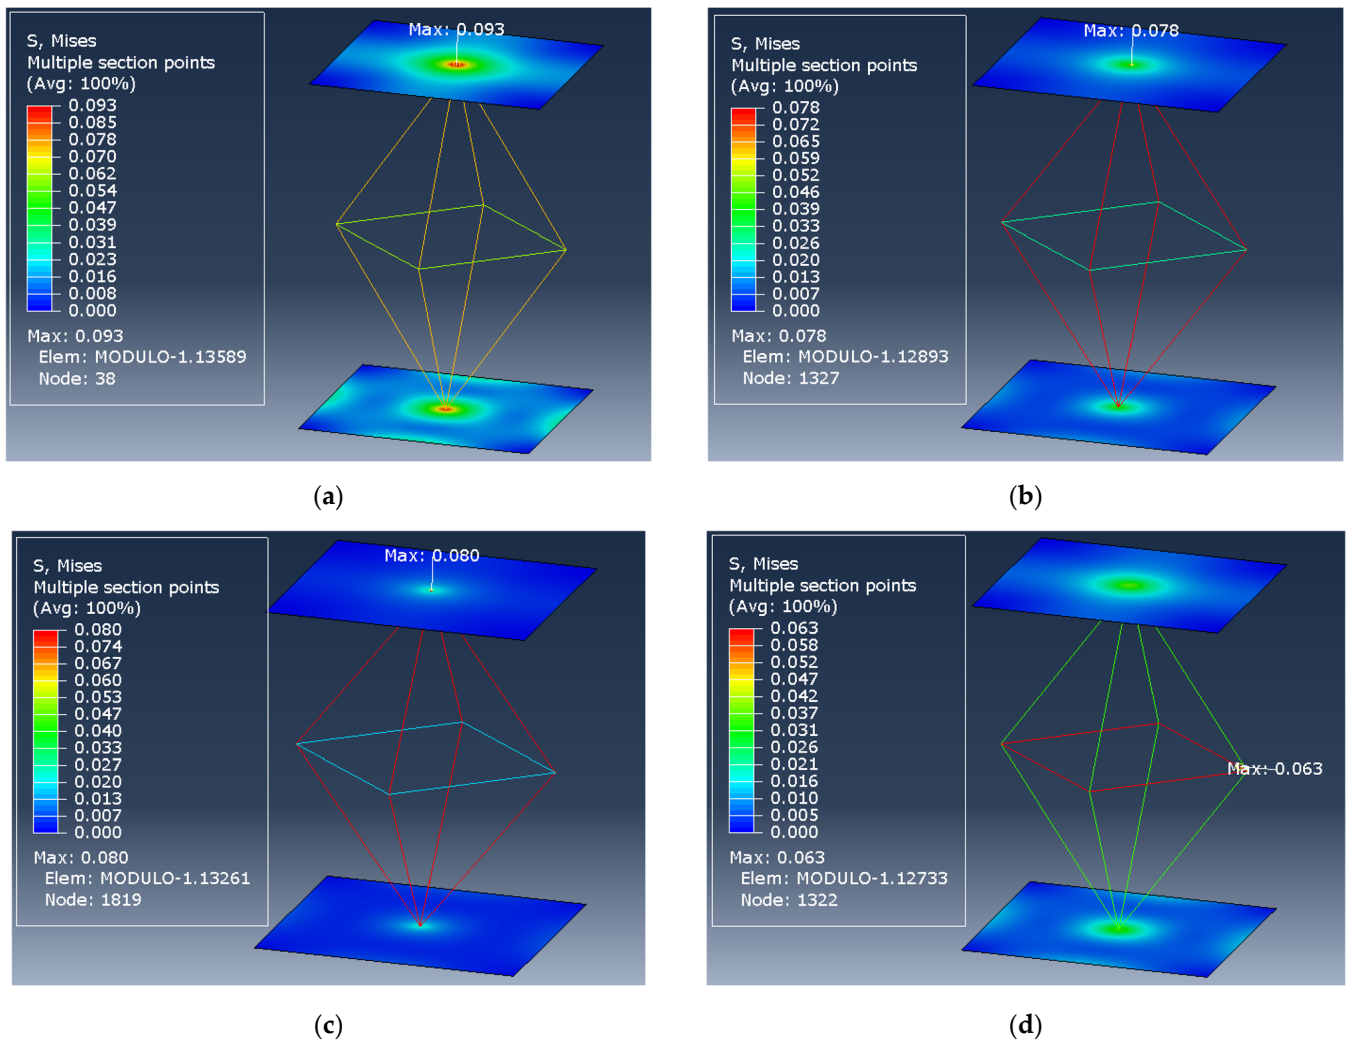 S, Mises
Multiple section points
(Avg: 100%)
0.093
0.085
0.078
0.070
0.062
0.054
0.047
0.039
0.031
0.023
0.016
0.008
0.000
Max: 0.093
Elem: MODULO-1.13589
Node: 38
Max: 0.093
(a)
S, Mises
Multiple section points
(Avg: 100%)
0.078
0.072
0.065
0.059
0.052
0.046
0.039
0.033
0.026
0.020
0.013
0.007
0.000
Max: 0.078
Elem: MODULO-1.12893
Node: 1327
Max: 0.078
(b)
S, Mises
Multiple section points
(Avg: 100%)
0.080
0.074
0.067
0.060
0.053
0.047
0.040
0.033
0.027
0.020
0.013
0.007
0.000
Max: 0.080
Elem: MODULO-1.13261
Node: 1819
Max: 0.080
(c)
S, Mises
Multiple section points
(Avg: 100%)
0.063
0.058
0.052
0.047
0.042
0.037
0.031
0.026
0.021
0.016
0.010
0.005
0.000
Max: 0.063
Elem: MODULO-1.12733
Node: 1322
Max: 0.063
(d)